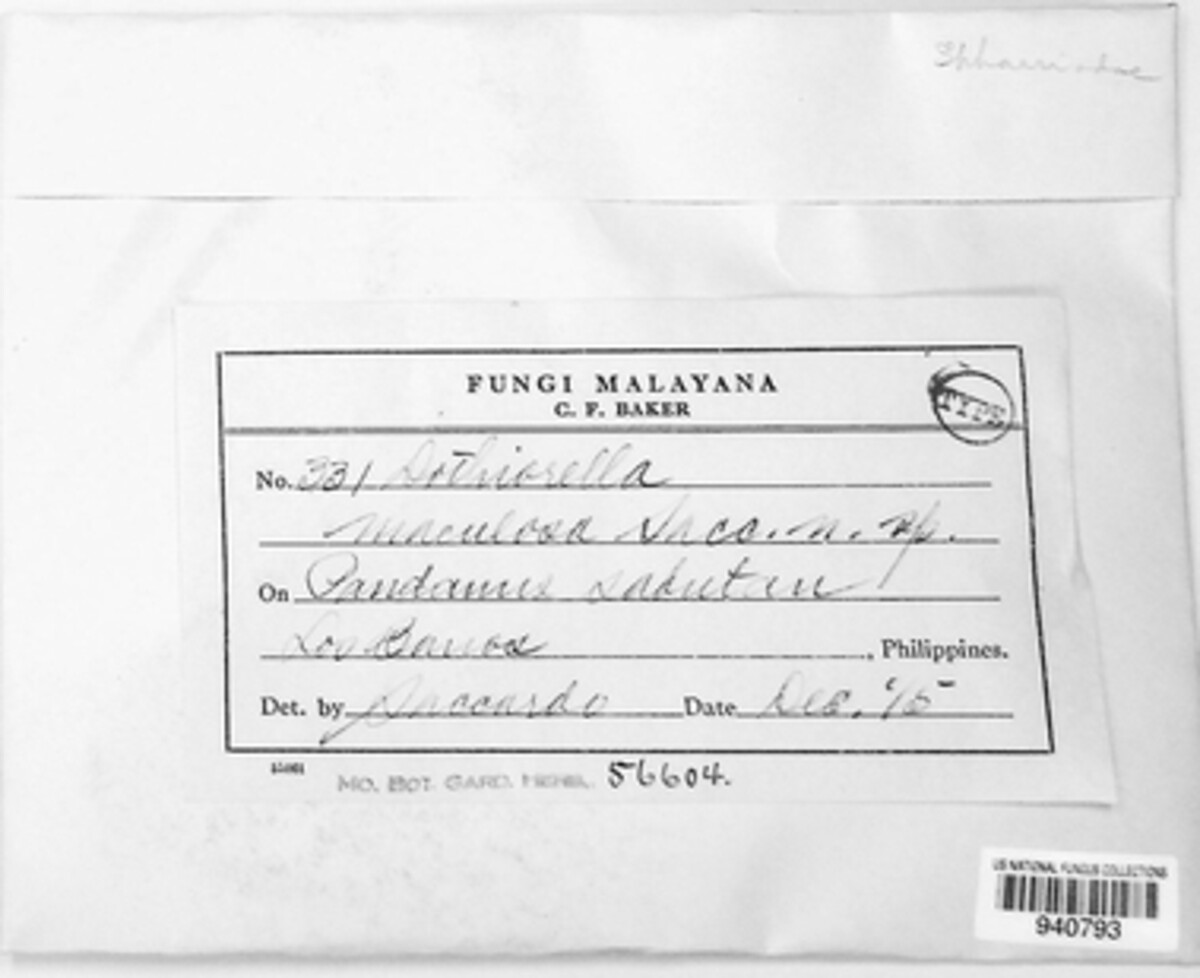 FUNGI MALAYANA
C. F. BAKER
TYPE
No. 331 Dothiorella
maculosa Sacc. n. sp.
On Pandanus sabutan
Los Banos, Philippines.
Det. by Saccardo Date Dec. '15
MO. BOT. GARD. HERB. 56604.
US NATIONAL FUNGUS COLLECTIONS
940793